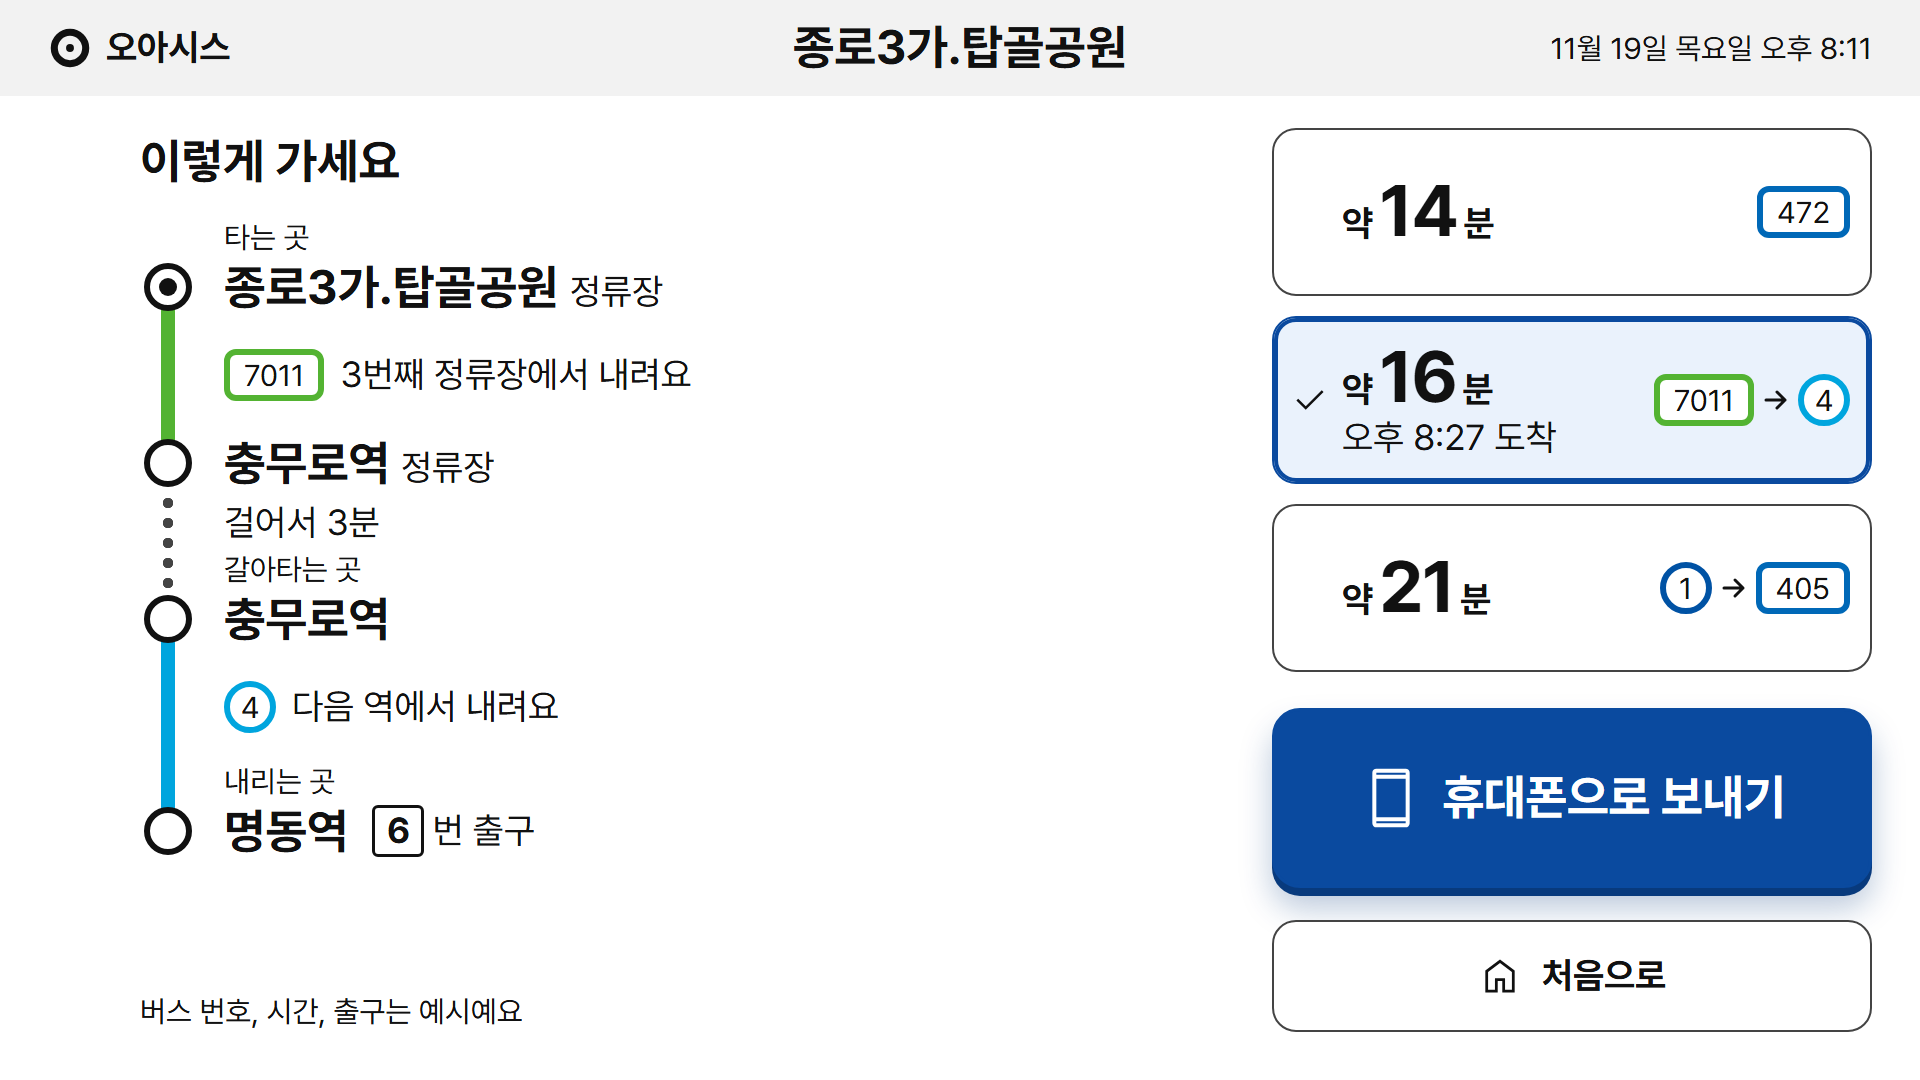 오아시스
종로3가.탑골공원
11월 19일 목요일 오후 8:11
이렇게 가세요
타는 곳
종로3가.탑골공원 정류장
7011 3번째 정류장에서 내려요
충무로역 정류장
걸어서 3분
갈아타는 곳
충무로역
4 다음 역에서 내려요
내리는 곳
명동역 6 번 출구
버스 번호, 시간, 출구는 예시예요
약 14 분 472
약 16 분 7011 → 4
오후 8:27 도착
약 21 분 1 → 405
휴대폰으로 보내기
처음으로